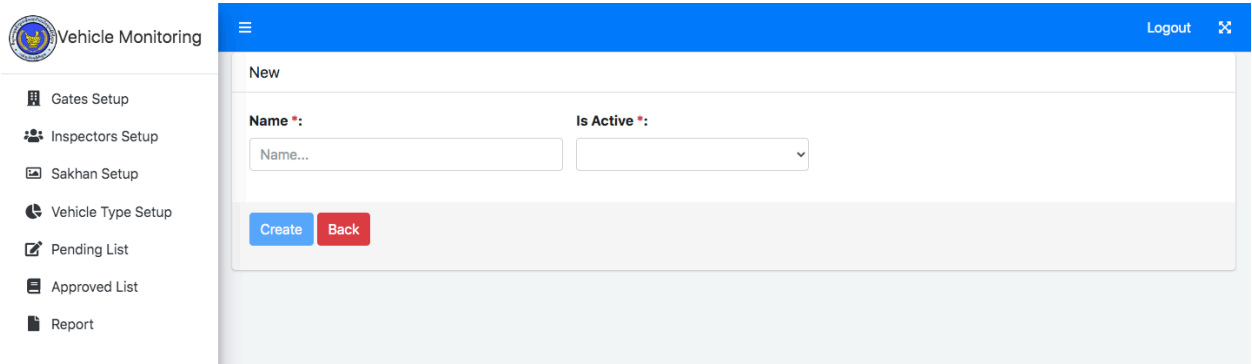 Vehicle Monitoring
Logout
Gates Setup
Inspectors Setup
Sakhan Setup
Vehicle Type Setup
Pending List
Approved List
Report
New
Name *:
Is Active *:
Name...
Create
Back